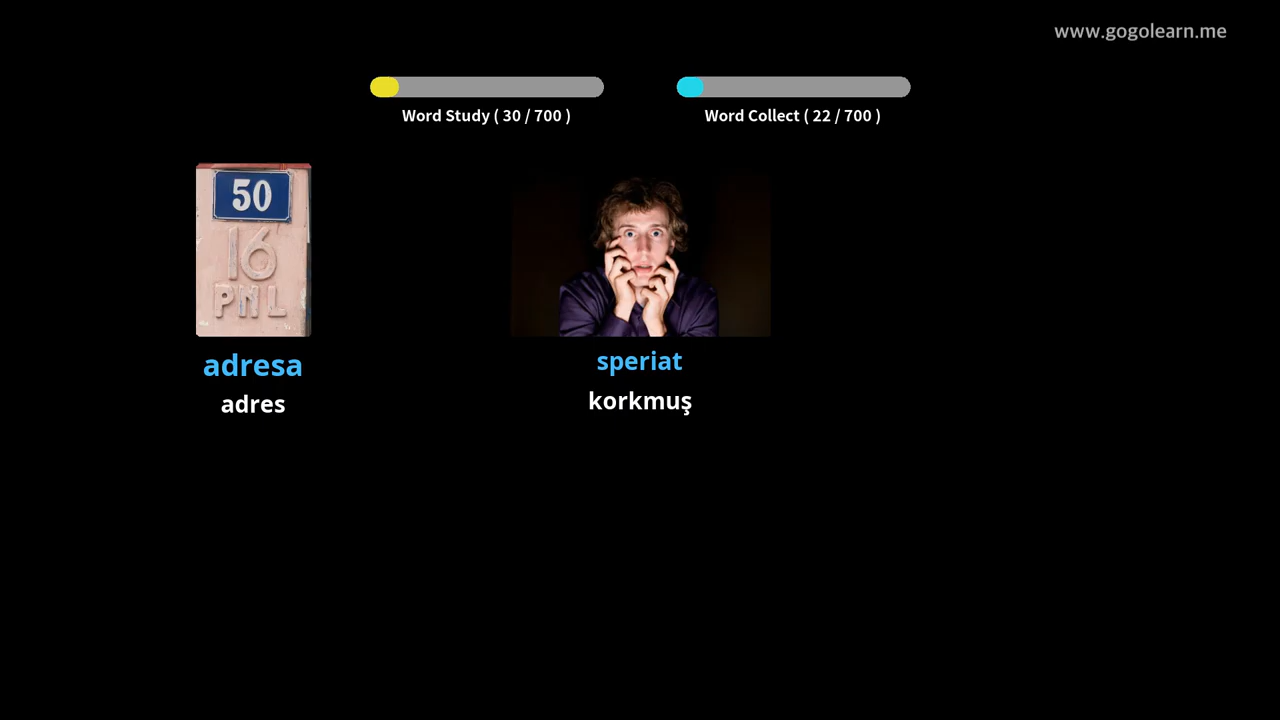 www.gogolearn.me
Word Study ( 30 / 700 )
Word Collect ( 22 / 700 )
50
16
PNL
adresa
adres
speriat
korkmuş